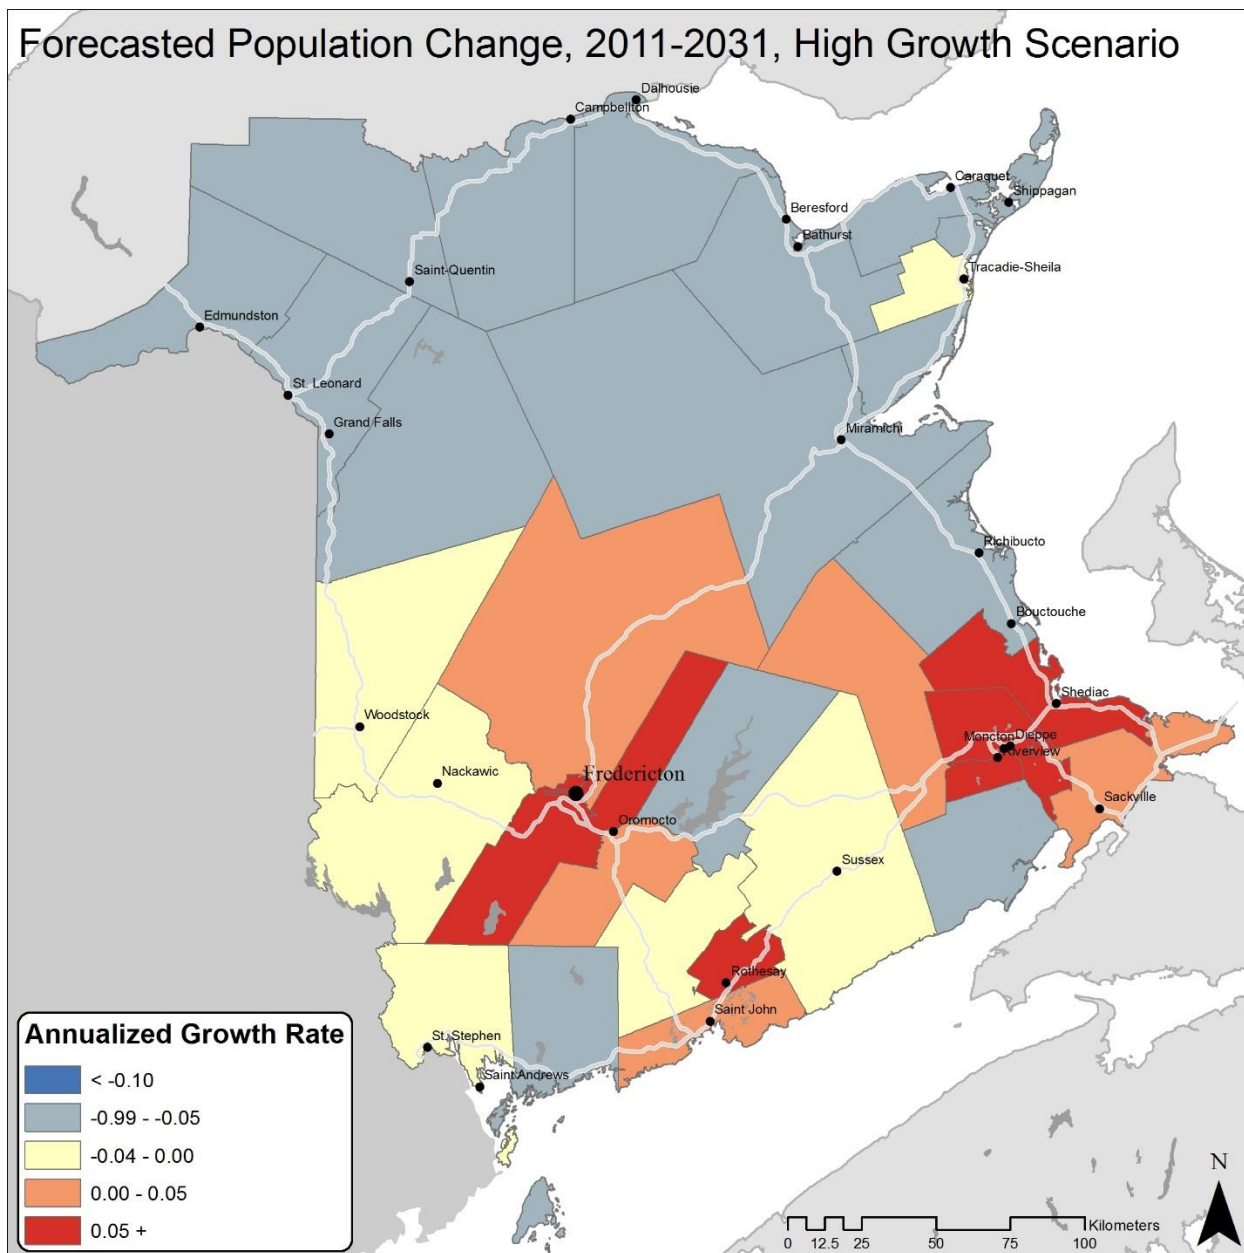 Forecasted Population Change, 2011-2031, High Growth Scenario
Dalhousie
Campbellton
Caraquet
Shippagan
Beresford
Bathurst
Saint-Quentin
Tracadie-Sheila
Edmundston
St. Leonard
Grand Falls
Miramichi
Richibucto
Bouctouche
Shediac
Woodstock
Moncton Dieppe
Riverview
Nackawic
Fredericton
Sackville
Oromocto
Sussex
Rothesay
Saint John
St. Stephen
Saint Andrews
Annualized Growth Rate
< -0.10
-0.99 - -0.05
-0.04 - 0.00
0.00 - 0.05
0.05 +
N
Kilometers
0 12.5 25 50 75 100